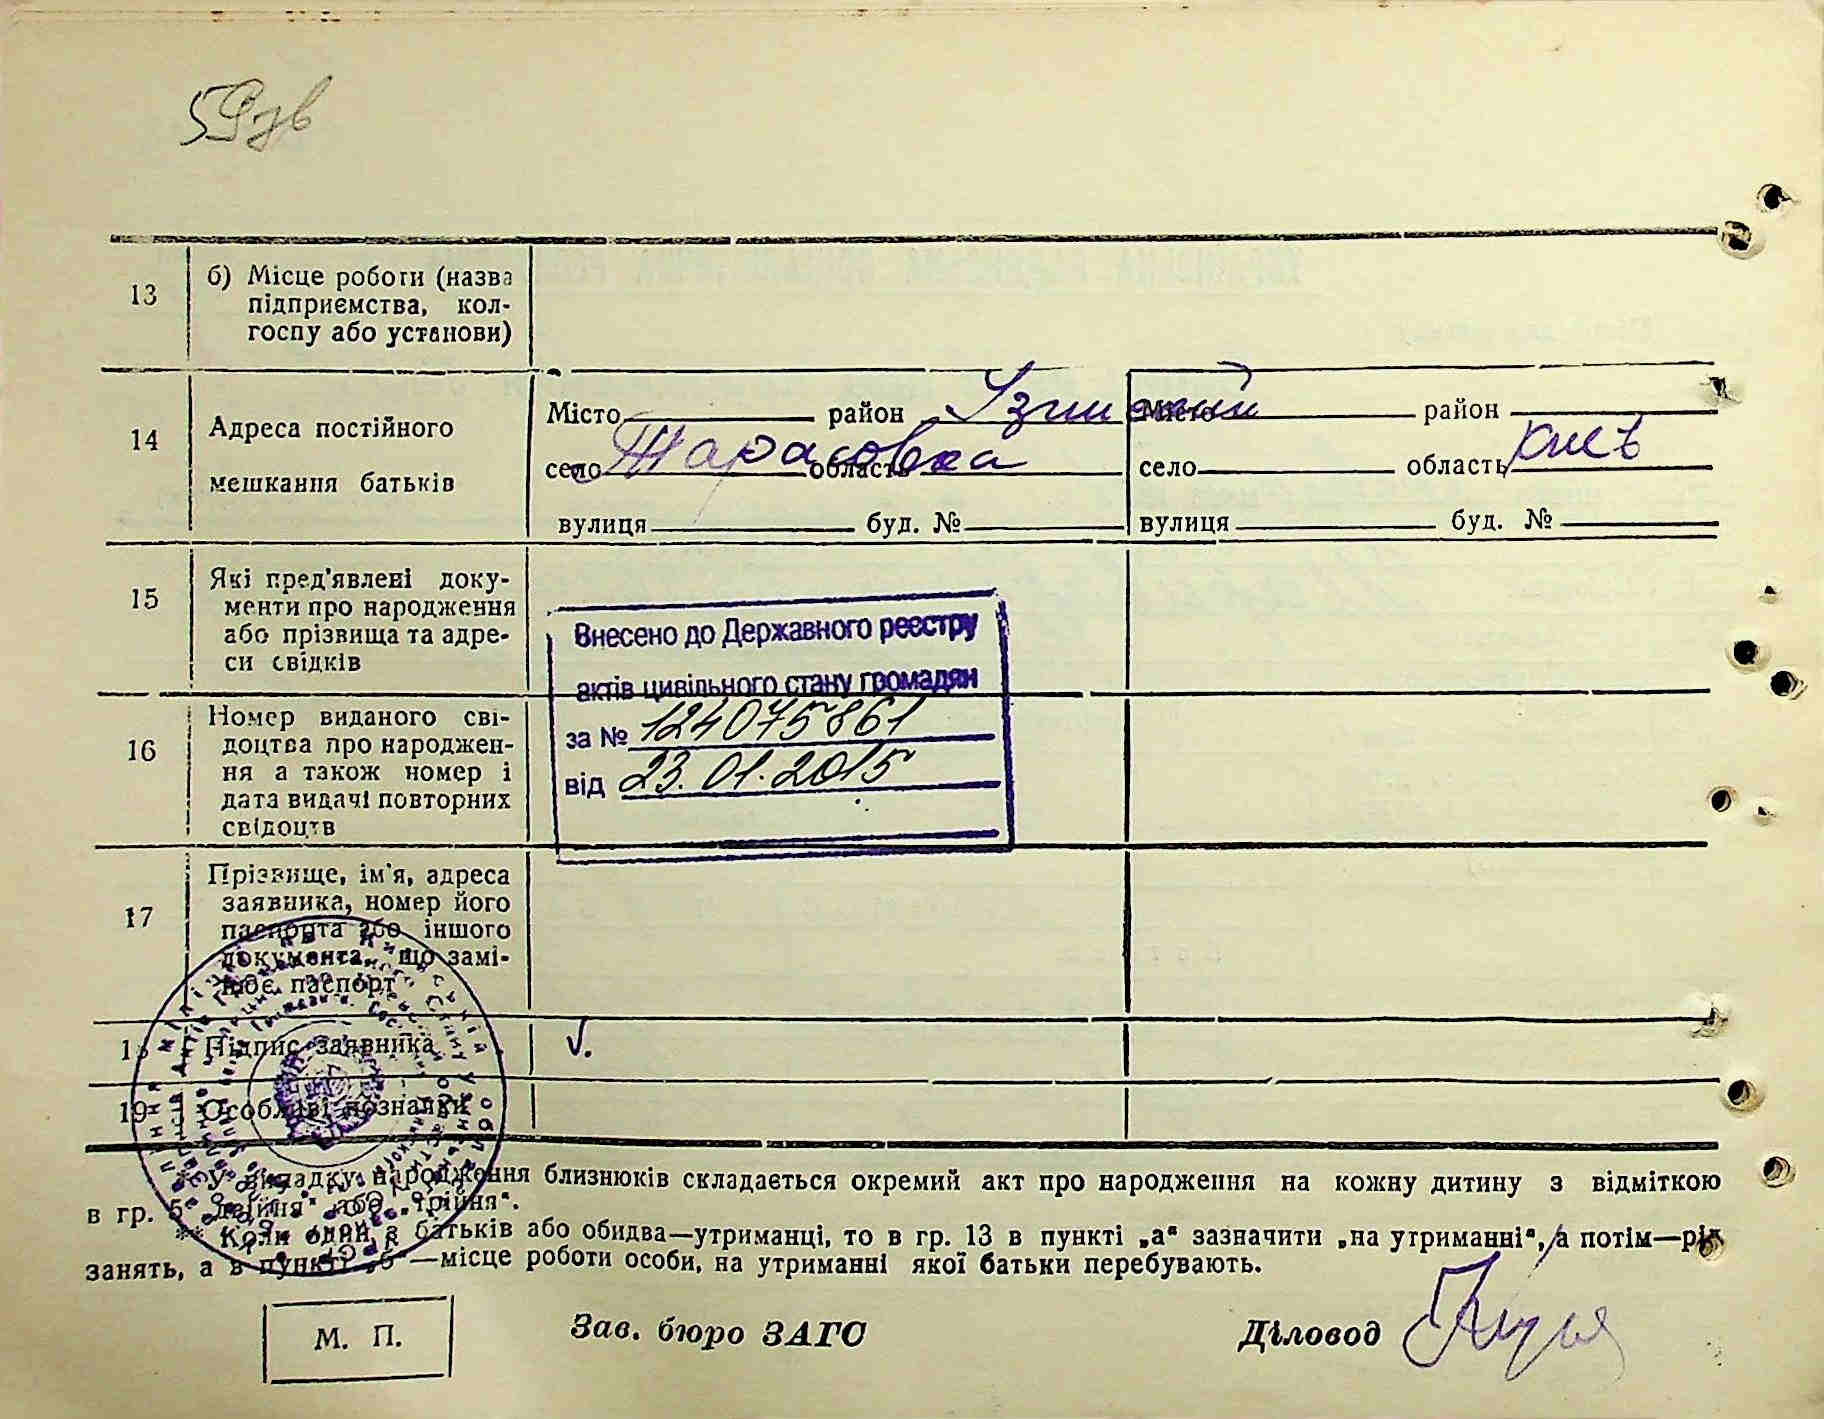 13
б) Місце роботи (назва
підприємства, кол-
госпу або установи)
14
Адреса постійного
мешкання батьків
Місто район
село Тарасовка область
вулиця буд. №
Місто район
село область Киев
вулиця буд. №
15
Які пред'явлені доку-
менти про народження
або прізвища та адре-
си свідків
Внесено до Державного реєстру
актів цивільного стану громадян
за № 124075861
від 23.01.2015
16
Номер виданого сві-
доцтва про народжен-
ня а також номер і
дата видачі повторних
свідоцтв
17
Прізвище, ім'я, адреса
заявника, номер його
паспорта або іншого
документа, що замі-
нює паспорт
18
Підпис заявника
V.
19
Особливі познання
* У випадку народження близнюків складається окремий акт про народження на кожну дитину з відміткою
в гр. 5 „двійня" або „трійня".
** Коли один з батьків або обидва—утриманці, то в гр. 13 в пункті „а" зазначити „на утриманні", а потім—рід
занять, а в пункті „б"—місце роботи особи, на утриманні якої батьки перебувають.
М. П.
Зав. бюро ЗАГС
Діловод